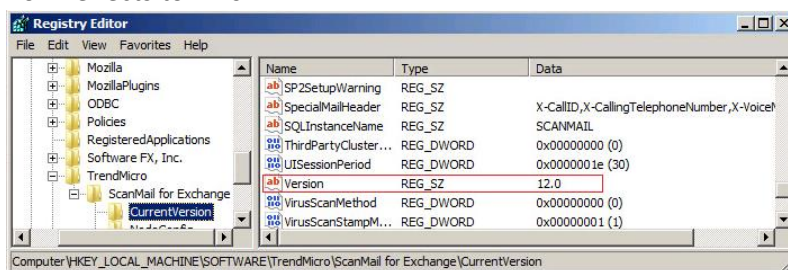 Registry Editor
File Edit View Favorites Help
Mozilla
MozillaPlugins
ODBC
Policies
RegisteredApplications
Software FX, Inc.
TrendMicro
ScanMail for Exchange
CurrentVersion
Name Type Data
SP2SetupWarning REG_SZ
SpecialMailHeader REG_SZ X-CallID,X-CallingTelephoneNumber,X-VoiceM
SQLInstanceName REG_SZ SCANMAIL
ThirdPartyCluster... REG_DWORD 0x00000000 (0)
UISessionPeriod REG_DWORD 0x0000001e (30)
Version REG_SZ 12.0
VirusScanMethod REG_DWORD 0x00000000 (0)
VirusScanStampM... REG_DWORD 0x00000001 (1)
Computer\HKEY_LOCAL_MACHINE\SOFTWARE\TrendMicro\ScanMail for Exchange\CurrentVersion